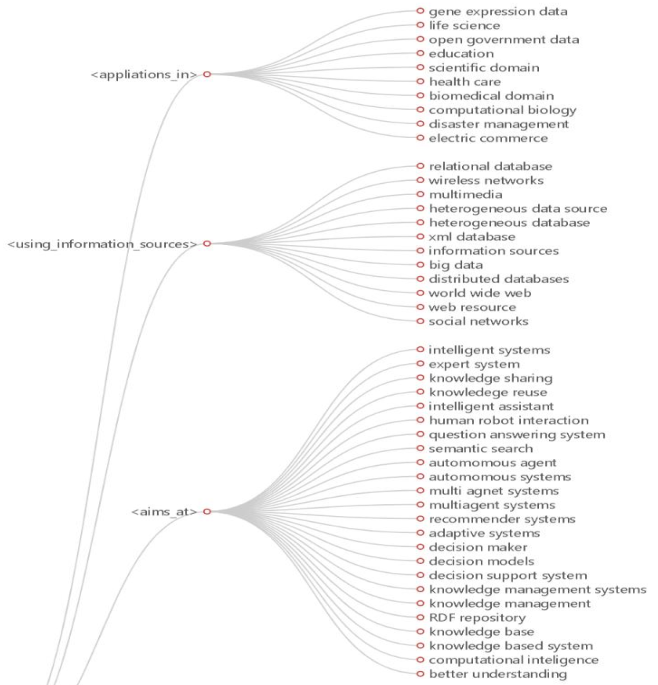 gene expression data
life science
open government data
education
scientific domain
<appliations_in>
health care
biomedical domain
computational biology
disaster management
electric commerce
relational database
wireless networks
multimedia
heterogeneous data source
heterogeneous database
<using_information_sources>
xml database
information sources
big data
distributed databases
world wide web
web resource
social networks
intelligent systems
expert system
knowledge sharing
knowledege reuse
intelligent assistant
human robot interaction
question answering system
semantic search
automomous agent
automomous systems
multi agnet systems
multiagent systems
<aims_at>
recommender systems
adaptive systems
decision maker
decision models
decision support system
knowledge management systems
knowledge management
RDF repository
knowledge base
knowledge based system
computational inteligence
better understanding